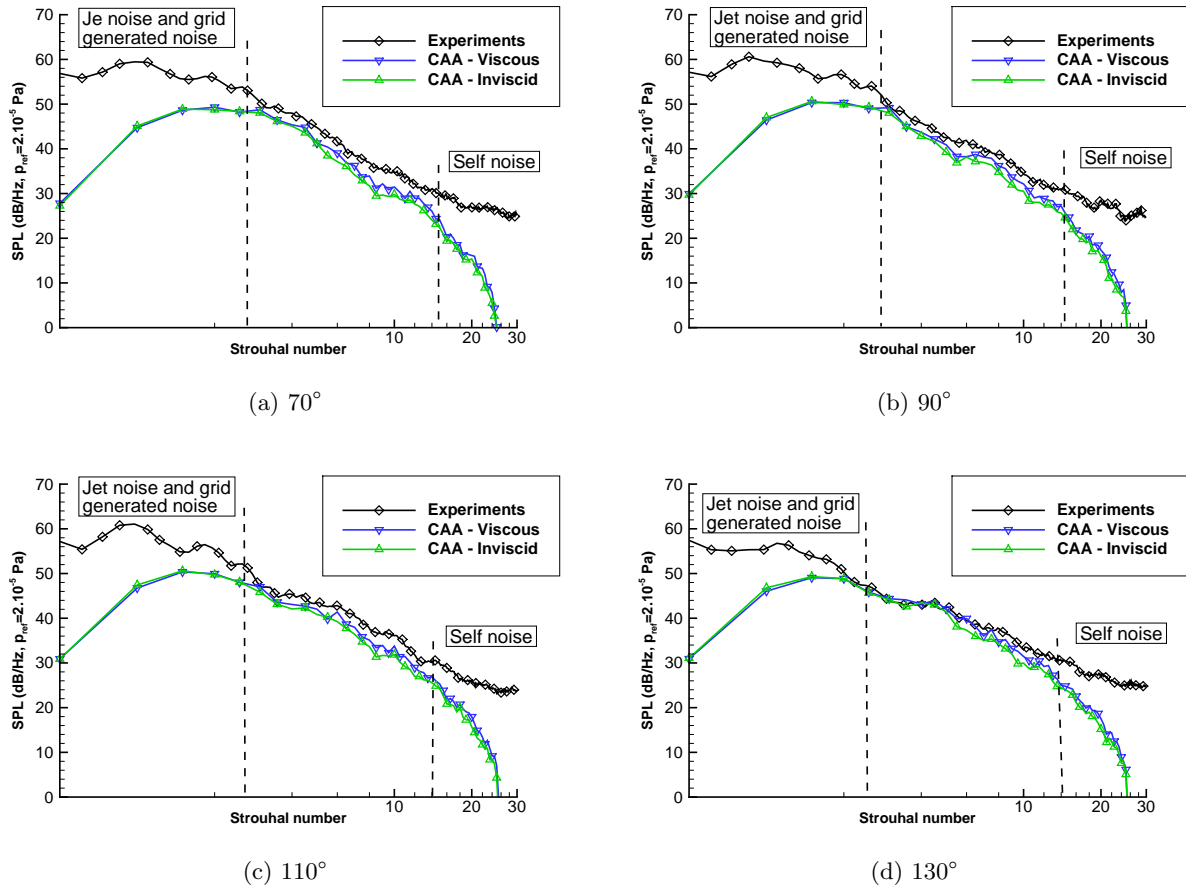 Je noise and grid
generated noise
Experiments
CAA - Viscous
CAA - Inviscid
Self noise
SPL (dB/Hz, p_ref=2.10^-5 Pa)
70
60
50
40
30
20
10
0
10
20
30
Strouhal number
(a) 70°
Jet noise and grid
generated noise
Experiments
CAA - Viscous
CAA - Inviscid
Self noise
SPL (dB/Hz, p_ref=2.10^-5 Pa)
70
60
50
40
30
20
10
0
10
20
30
Strouhal number
(b) 90°
Jet noise and grid
generated noise
Experiments
CAA - Viscous
CAA - Inviscid
Self noise
SPL (dB/Hz, p_ref=2.10^-5 Pa)
70
60
50
40
30
20
10
0
10
20
30
Strouhal number
(c) 110°
Jet noise and grid
generated noise
Experiments
CAA - Viscous
CAA - Inviscid
Self noise
SPL (dB/Hz, p_ref=2.10^-5 Pa)
70
60
50
40
30
20
10
0
10
20
30
Strouhal number
(d) 130°